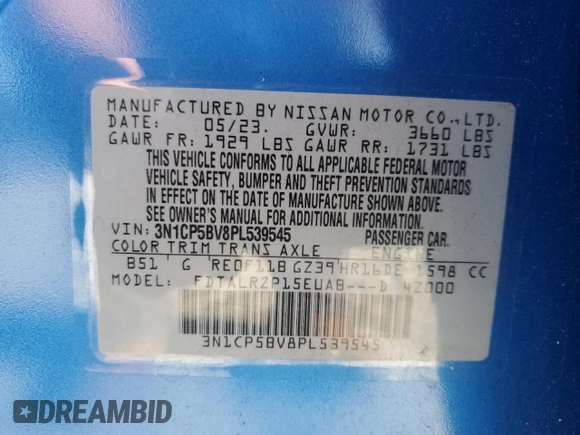 MANUFACTURED BY NISSAN MOTOR CO.,LTD.
DATE: 05/23. GVWR: 3660 LBS
GAWR FR: 1929 LBS GAWR RR: 1731 LBS
THIS VEHICLE CONFORMS TO ALL APPLICABLE FEDERAL MOTOR
VEHICLE SAFETY, BUMPER AND THEFT PREVENTION STANDARDS
IN EFFECT ON THE DATE OF MANUFACTURE SHOWN ABOVE.
SEE OWNER'S MANUAL FOR ADDITIONAL INFORMATION.
VIN: 3N1CP5BV8PL539545 PASSENGER CAR.
COLOR TRIM TRANS AXLE ENGINE
B51 G RE0F11B GZ39 HR16DE 1598 CC
MODEL FDTALRZP15EUAB---D 4Z000
3N1CP5BV8PL539545
DREAMBID